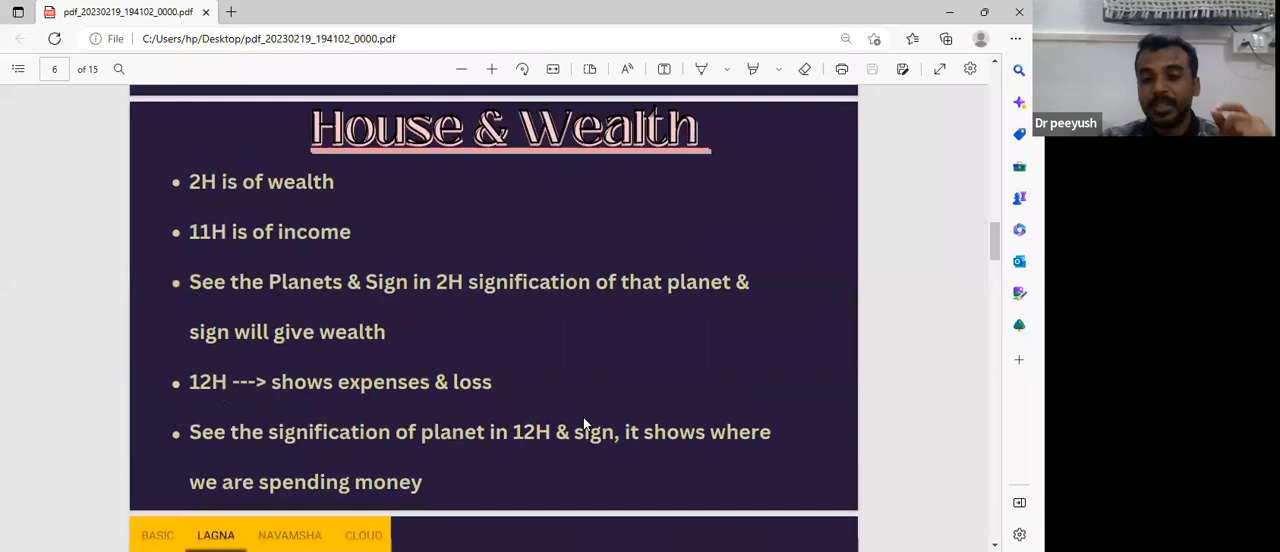 pdf_20230219_194102_0000.pdf
File
C:/Users/hp/Desktop/pdf_20230219_194102_0000.pdf
6
of 15
Dr peeyush
House & Wealth
• 2H is of wealth
• 11H is of income
• See the Planets & Sign in 2H signification of that planet &
sign will give wealth
• 12H ---> shows expenses & loss
• See the signification of planet in 12H & sign, it shows where
we are spending money
BASIC LAGNA NAVAMSHA CLOUD